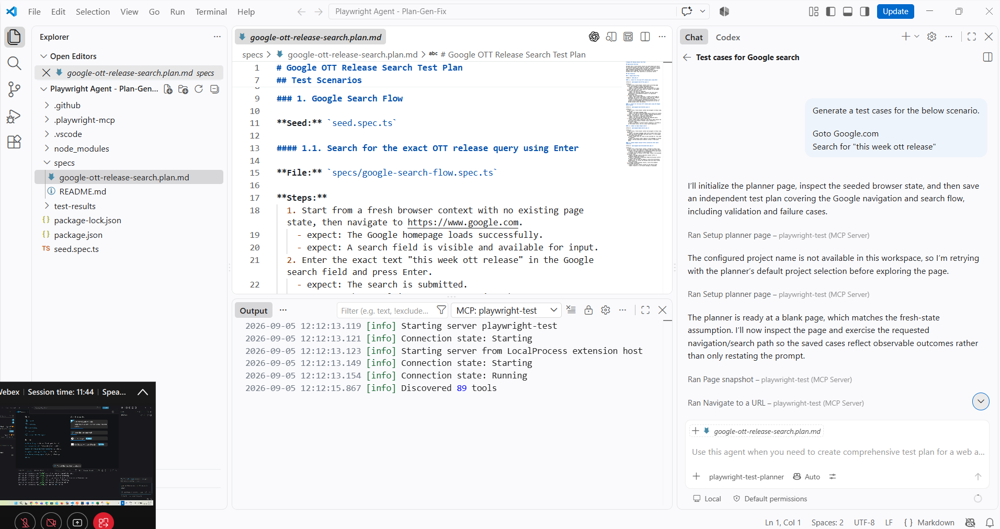 File Edit Selection View Go Run Terminal Help
Playwright Agent - Plan-Gen-Fix
Update
Explorer
Open Editors
google-ott-release-search.plan.md specs
Playwright Agent - Plan-Gen...
.github
.playwright-mcp
.vscode
node_modules
specs
google-ott-release-search.plan.md
README.md
test-results
package-lock.json
package.json
TS seed.spec.ts
google-ott-release-search.plan.md
specs > google-ott-release-search.plan.md > abc # Google OTT Release Search Test Plan
1 # Google OTT Release Search Test Plan
7 ## Test Scenarios
9 ### 1. Google Search Flow
10
11 **Seed:** `seed.spec.ts`
12
13 #### 1.1. Search for the exact OTT release query using Enter
14
15 **File:** `specs/google-search-flow.spec.ts`
16
17 **Steps:**
18 1. Start from a fresh browser context with no existing page
state, then navigate to https://www.google.com.
19 - expect: The Google homepage loads successfully.
20 - expect: A search field is visible and available for input.
21 2. Enter the exact text "this week ott release" in the Google
search field and press Enter.
22 - expect: The search is submitted.
Output
Filter (e.g. text, !exclude...
MCP: playwright-test
2026-09-05 12:12:13.119 [info] Starting server playwright-test
2026-09-05 12:12:13.121 [info] Connection state: Starting
2026-09-05 12:12:13.123 [info] Starting server from LocalProcess extension host
2026-09-05 12:12:13.149 [info] Connection state: Starting
2026-09-05 12:12:13.154 [info] Connection state: Running
2026-09-05 12:12:15.867 [info] Discovered 89 tools
Chat Codex
Test cases for Google search
Generate a test cases for the below scenario.
Goto Google.com
Search for "this week ott release"
I'll initialize the planner page, inspect the seeded browser state, and then save
an independent test plan covering the Google navigation and search flow,
including validation and failure cases.
Ran Setup planner page – playwright-test (MCP Server)
The configured project name is not available in this workspace, so I'm retrying
with the planner's default project selection before exploring the page.
Ran Setup planner page – playwright-test (MCP Server)
The planner is ready at a blank page, which matches the fresh-state
assumption. I'll now inspect the page and exercise the requested
navigation/search path so the saved cases reflect observable outcomes rather
than only restating the prompt.
Ran Page snapshot – playwright-test (MCP Server)
Ran Navigate to a URL – playwright-test (MCP Server)
google-ott-release-search.plan.md
Use this agent when you need to create comprehensive test plan for a web a...
playwright-test-planner Auto
Local Default permissions
Webex Session time: 11:44 Spea...
Ln 1, Col 1 Spaces: 2 UTF-8 LF { } Markdown